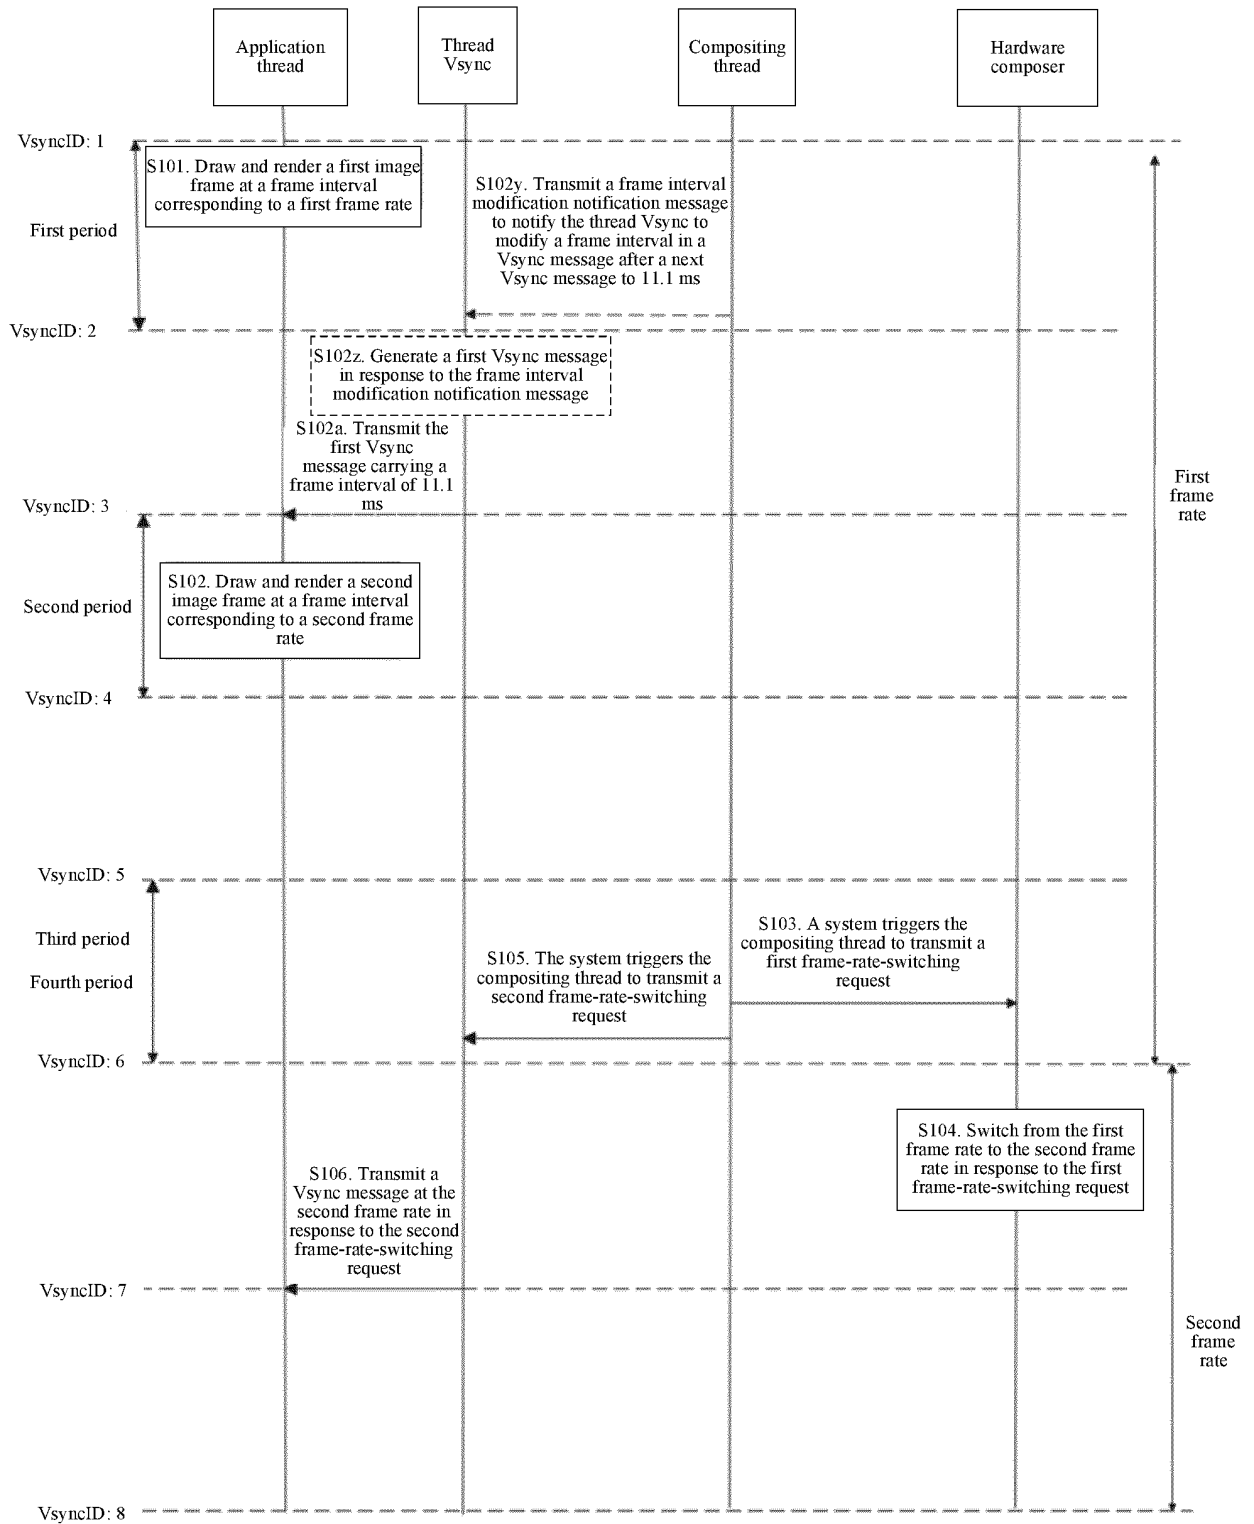 Application
thread
Thread
Vsync
Compositing
thread
Hardware
composer
VsyncID: 1
S101. Draw and render a first image
frame at a frame interval
corresponding to a first frame rate
First period
S102y. Transmit a frame interval
modification notification message
to notify the thread Vsync to
modify a frame interval in a
Vsync message after a next
Vsync message to 11.1 ms
VsyncID: 2
S102z. Generate a first Vsync message
in response to the frame interval
modification notification message
S102a. Transmit the
first Vsync
message carrying a
frame interval of 11.1
ms
First
frame
rate
VsyncID: 3
Second period
S102. Draw and render a second
image frame at a frame interval
corresponding to a second frame
rate
VsyncID: 4
VsyncID: 5
Third period
Fourth period
S103. A system triggers the
compositing thread to transmit a
first frame-rate-switching
request
S105. The system triggers the
compositing thread to transmit a
second frame-rate-switching
request
VsyncID: 6
S104. Switch from the first
frame rate to the second frame
rate in response to the first
frame-rate-switching request
S106. Transmit a
Vsync message at the
second frame rate in
response to the second
frame-rate-switching
request
VsyncID: 7
Second
frame
rate
VsyncID: 8